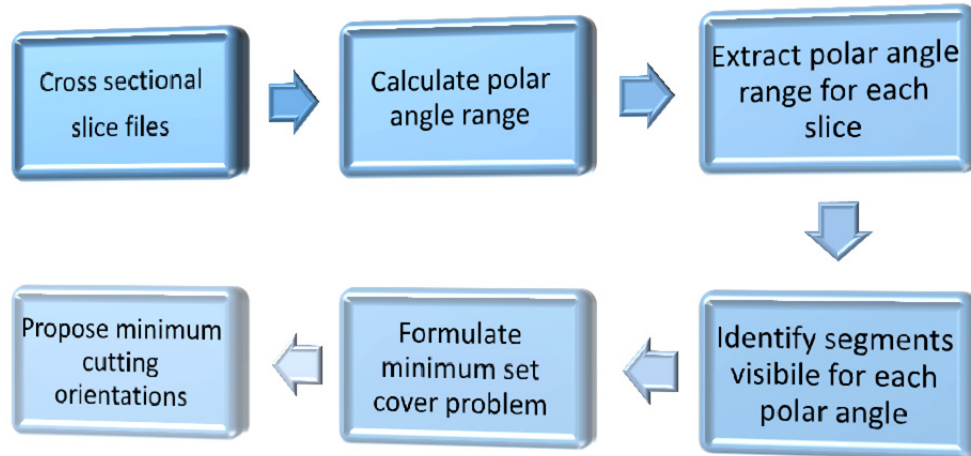 Cross sectional
slice files
Calculate polar
angle range
Extract polar angle
range for each
slice
Identify segments
visibile for each
polar angle
Formulate
minimum set
cover problem
Propose minimum
cutting
orientations